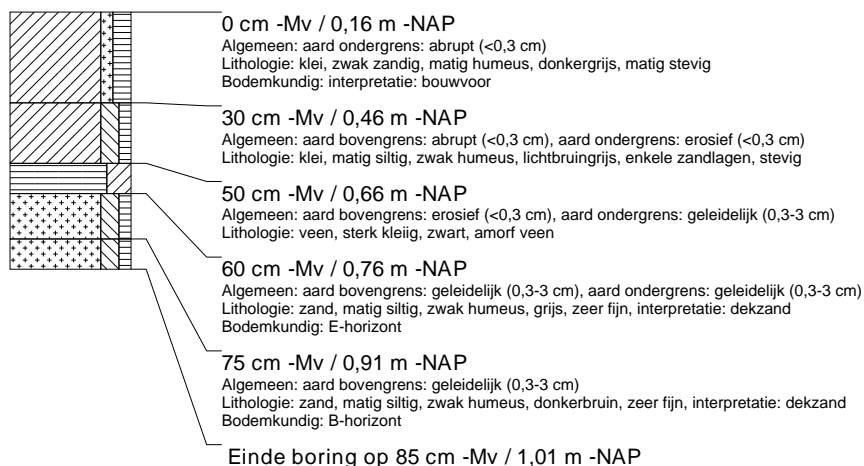 0 cm -Mv / 0,16 m -NAP
Algemeen: aard ondergrens: abrupt (<0,3 cm)
Lithologie: klei, zwak zandig, matig humeus, donkergrijs, matig stevig
Bodemkundig: interpretatie: bouwvoor
30 cm -Mv / 0,46 m -NAP
Algemeen: aard bovengrens: abrupt (<0,3 cm), aard ondergrens: erosief (<0,3 cm)
Lithologie: klei, matig siltig, zwak humeus, lichtbruingrijs, enkele zandlagen, stevig
50 cm -Mv / 0,66 m -NAP
Algemeen: aard bovengrens: erosief (<0,3 cm), aard ondergrens: geleidelijk (0,3-3 cm)
Lithologie: veen, sterk kleiig, zwart, amorf veen
60 cm -Mv / 0,76 m -NAP
Algemeen: aard bovengrens: geleidelijk (0,3-3 cm), aard ondergrens: geleidelijk (0,3-3 cm)
Lithologie: zand, matig siltig, zwak humeus, grijs, zeer fijn, interpretatie: dekzand
Bodemkundig: E-horizont
75 cm -Mv / 0,91 m -NAP
Algemeen: aard bovengrens: geleidelijk (0,3-3 cm)
Lithologie: zand, matig siltig, zwak humeus, donkerbruin, zeer fijn, interpretatie: dekzand
Bodemkundig: B-horizont
Einde boring op 85 cm -Mv / 1,01 m -NAP